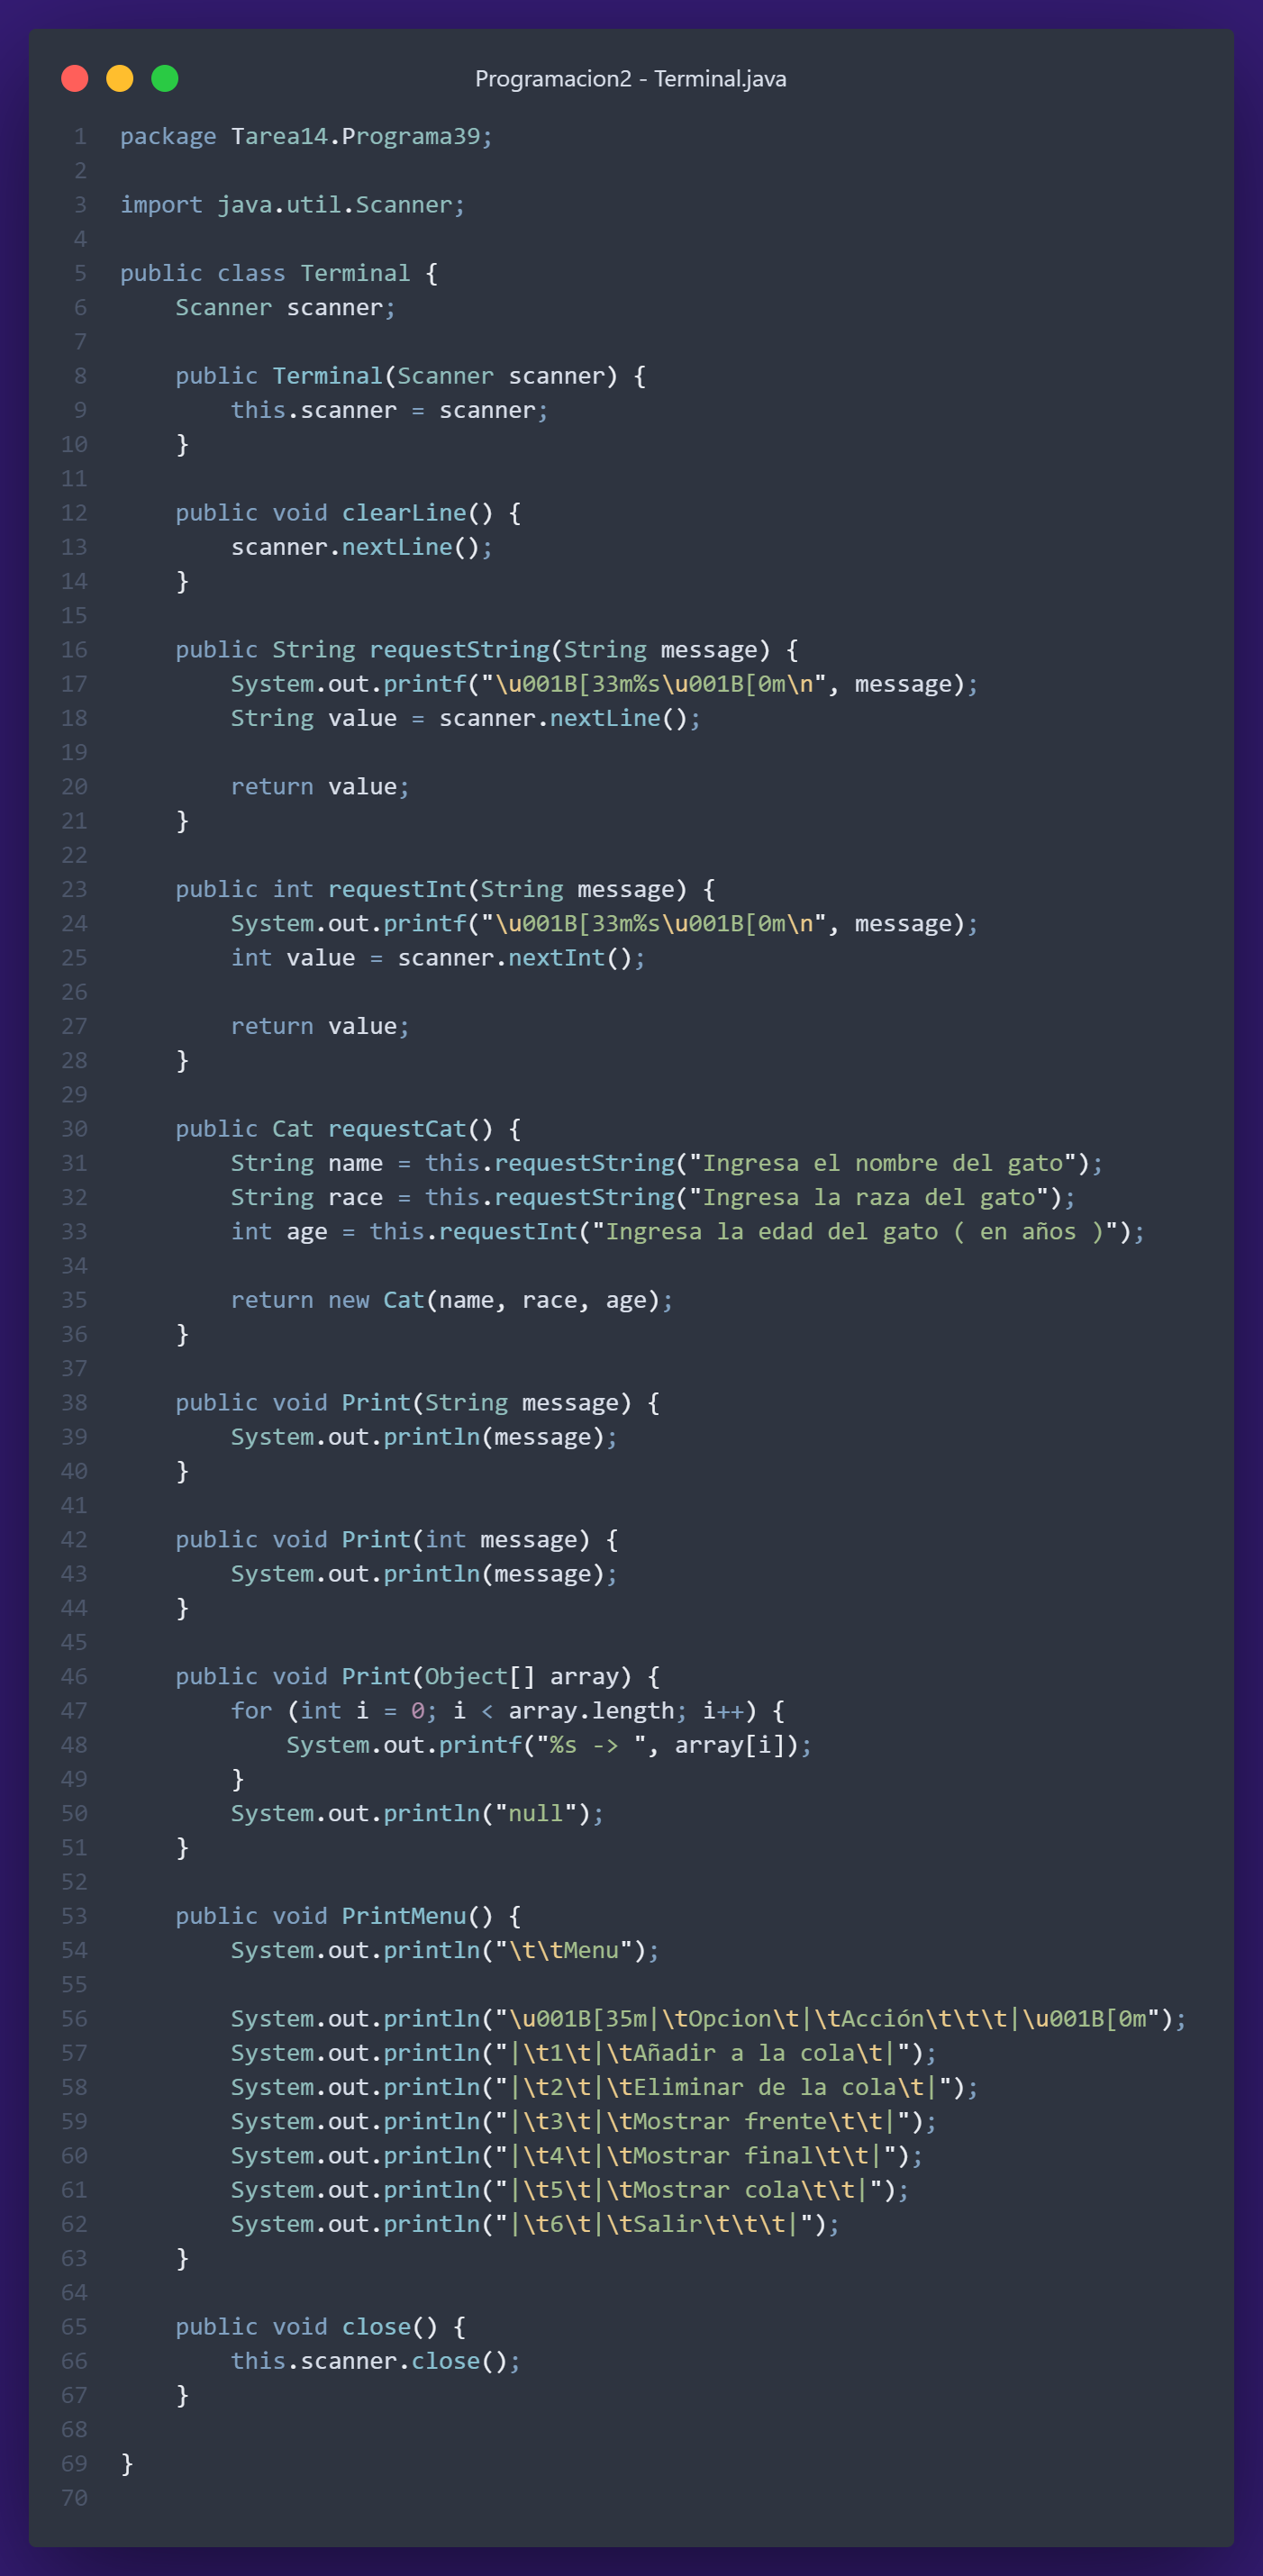 Programacion2 - Terminal.java
1 package Tarea14.Programa39;
2
3 import java.util.Scanner;
4
5 public class Terminal {
6     Scanner scanner;
7
8     public Terminal(Scanner scanner) {
9         this.scanner = scanner;
10     }
11
12     public void clearLine() {
13         scanner.nextLine();
14     }
15
16     public String requestString(String message) {
17         System.out.printf("\u001B[33m%s\u001B[0m\n", message);
18         String value = scanner.nextLine();
19
20         return value;
21     }
22
23     public int requestInt(String message) {
24         System.out.printf("\u001B[33m%s\u001B[0m\n", message);
25         int value = scanner.nextInt();
26
27         return value;
28     }
29
30     public Cat requestCat() {
31         String name = this.requestString("Ingresa el nombre del gato");
32         String race = this.requestString("Ingresa la raza del gato");
33         int age = this.requestInt("Ingresa la edad del gato ( en años )");
34
35         return new Cat(name, race, age);
36     }
37
38     public void Print(String message) {
39         System.out.println(message);
40     }
41
42     public void Print(int message) {
43         System.out.println(message);
44     }
45
46     public void Print(Object[] array) {
47         for (int i = 0; i < array.length; i++) {
48             System.out.printf("%s -> ", array[i]);
49         }
50         System.out.println("null");
51     }
52
53     public void PrintMenu() {
54         System.out.println("\t\tMenu");
55
56         System.out.println("\u001B[35m|\tOpcion\t|\tAcción\t\t\t|\u001B[0m");
57         System.out.println("|\t1\t|\tAñadir a la cola\t|");
58         System.out.println("|\t2\t|\tEliminar de la cola\t|");
59         System.out.println("|\t3\t|\tMostrar frente\t\t|");
60         System.out.println("|\t4\t|\tMostrar final\t\t|");
61         System.out.println("|\t5\t|\tMostrar cola\t\t|");
62         System.out.println("|\t6\t|\tSalir\t\t\t|");
63     }
64
65     public void close() {
66         this.scanner.close();
67     }
68
69 }
70